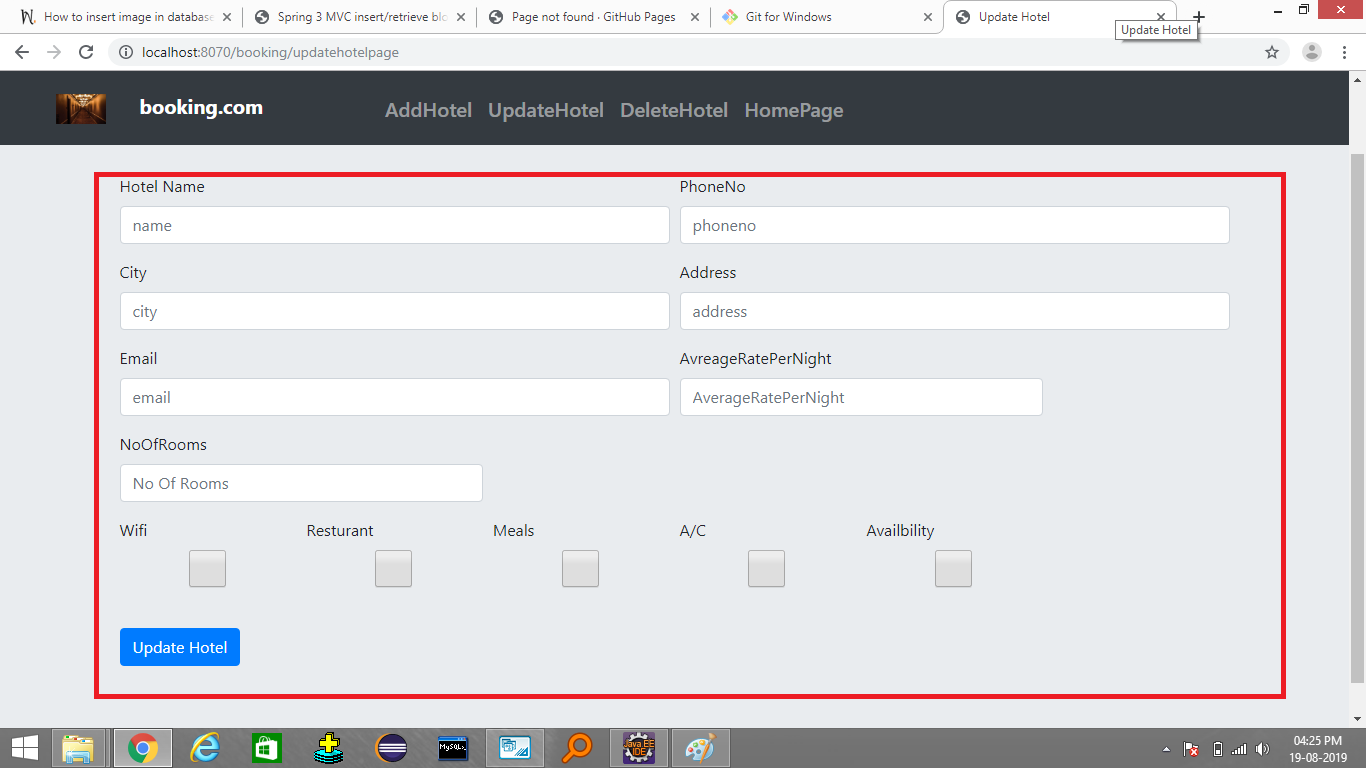 How to insert image in database
Spring 3 MVC insert/retrieve blo
Page not found · GitHub Pages
Git for Windows
Update Hotel
Update Hotel
localhost:8070/booking/updatehotelpage
booking.com
AddHotel UpdateHotel DeleteHotel HomePage
Hotel Name PhoneNo
name phoneno
City Address
city address
Email AvreageRatePerNight
email AverageRatePerNight
NoOfRooms
No Of Rooms
Wifi Resturant Meals A/C Availbility
Update Hotel
MySQL
Java EE
IDE
04:25 PM
19-08-2019